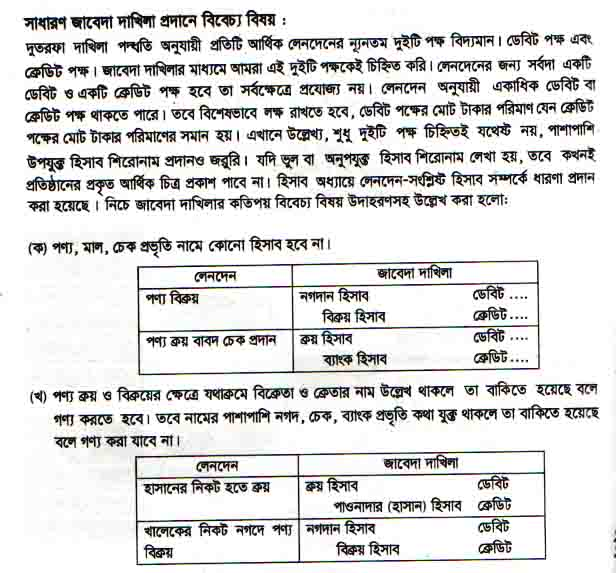 সাধারণ জাবেদা দাখিলা প্রদানে বিবেচ্য বিষয় :
দুতরফা দাখিলা পদ্ধতি অনুযায়ী প্রতিটি আর্থিক লেনদেনের ন্যূনতম দুইটি পক্ষ বিদ্যমান। ডেবিট পক্ষ এবং
ক্রেডিট পক্ষ। জাবেদা দাখিলার মাধ্যমে আমরা এই দুইটি পক্ষকেই চিহ্নিত করি। লেনদেনের জন্য সর্বদা একটি
ডেবিট ও একটি ক্রেডিট পক্ষ হবে তা সর্বক্ষেত্রে প্রযোজ্য নয়। লেনদেন অনুযায়ী একাধিক ডেবিট বা
ক্রেডিট পক্ষ থাকতে পারে। তবে বিশেষভাবে লক্ষ রাখতে হবে, ডেবিট পক্ষের মোট টাকার পরিমাণ যেন ক্রেডিট
পক্ষের মোট টাকার পরিমাণের সমান হয়। এখানে উল্লেখ্য, শুধু দুইটি পক্ষ চিহ্নিতই যথেষ্ট নয়, পাশাপাশি
উপযুক্ত হিসাব শিরোনাম প্রদানও জরুরি। যদি ভুল বা অনুপযুক্ত হিসাব শিরোনাম লেখা হয়, তবে কখনই
প্রতিষ্ঠানের প্রকৃত আর্থিক চিত্র প্রকাশ পাবে না। হিসাব অধ্যায়ে লেনদেন-সংশ্লিষ্ট হিসাব সম্পর্কে ধারণা প্রদান
করা হয়েছে । নিচে জাবেদা দাখিলার কতিপয় বিবেচ্য বিষয় উদাহরণসহ উল্লেখ করা হলো:
(ক) পণ্য, মাল, চেক প্রভৃতি নামে কোনো হিসাব হবে না।
লেনদেন জাবেদা দাখিলা
পণ্য বিক্রয় নগদান হিসাব ডেবিট ....
বিক্রয় হিসাব ক্রেডিট ....
পণ্য ক্রয় বাবদ চেক প্রদান ক্রয় হিসাব ডেবিট ....
ব্যাংক হিসাব ক্রেডিট ....
(খ) পণ্য ক্রয় ও বিক্রয়ের ক্ষেত্রে যথাক্রমে বিক্রেতা ও ক্রেতার নাম উল্লেখ থাকলে তা বাকিতে হয়েছে বলে
গণ্য করতে হবে। তবে নামের পাশাপাশি নগদ, চেক, ব্যাংক প্রভৃতি কথা যুক্ত থাকলে তা বাকিতে হয়েছে
বলে গণ্য করা যাবে না।
লেনদেন জাবেদা দাখিলা
হাসানের নিকট হতে ক্রয় ক্রয় হিসাব ডেবিট
পাওনাদার (হাসান) হিসাব ক্রেডিট
খালেকের নিকট নগদে পণ্য নগদান হিসাব ডেবিট
বিক্রয় বিক্রয় হিসাব ক্রেডিট